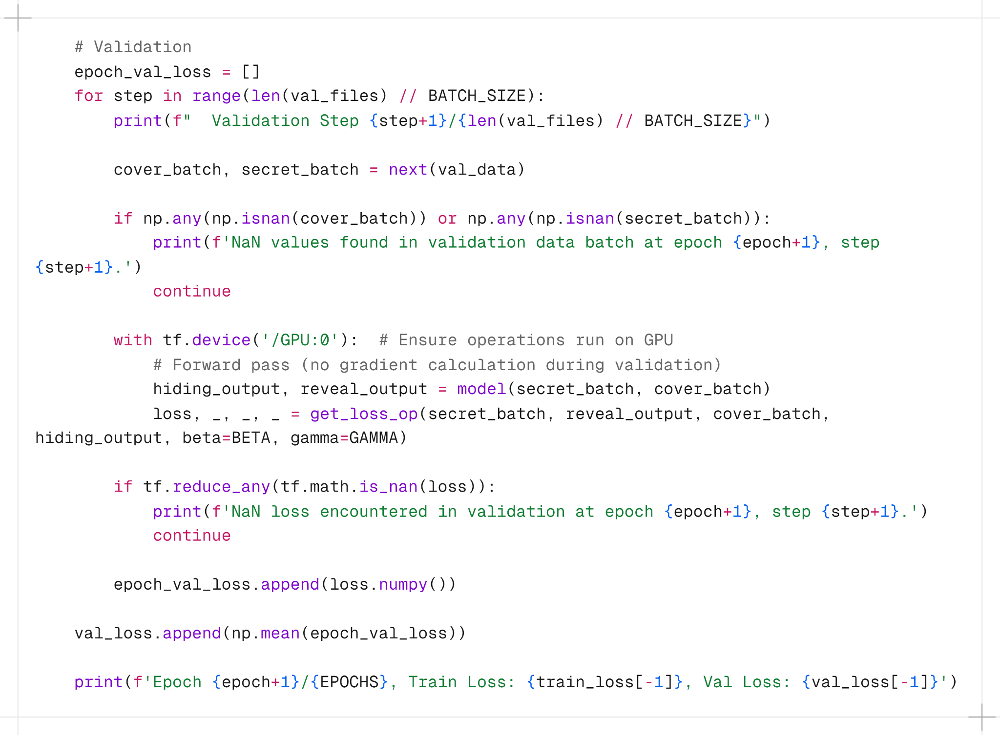 # Validation
epoch_val_loss = []
for step in range(len(val_files) // BATCH_SIZE):
print(f"  Validation Step {step+1}/{len(val_files) // BATCH_SIZE}")
cover_batch, secret_batch = next(val_data)
if np.any(np.isnan(cover_batch)) or np.any(np.isnan(secret_batch)):
print(f'NaN values found in validation data batch at epoch {epoch+1}, step
{step+1}.')
continue
with tf.device('/GPU:0'):  # Ensure operations run on GPU
# Forward pass (no gradient calculation during validation)
hiding_output, reveal_output = model(secret_batch, cover_batch)
loss, _, _, _ = get_loss_op(secret_batch, reveal_output, cover_batch,
hiding_output, beta=BETA, gamma=GAMMA)
if tf.reduce_any(tf.math.is_nan(loss)):
print(f'NaN loss encountered in validation at epoch {epoch+1}, step {step+1}.')
continue
epoch_val_loss.append(loss.numpy())
val_loss.append(np.mean(epoch_val_loss))
print(f'Epoch {epoch+1}/{EPOCHS}, Train Loss: {train_loss[-1]}, Val Loss: {val_loss[-1]}')